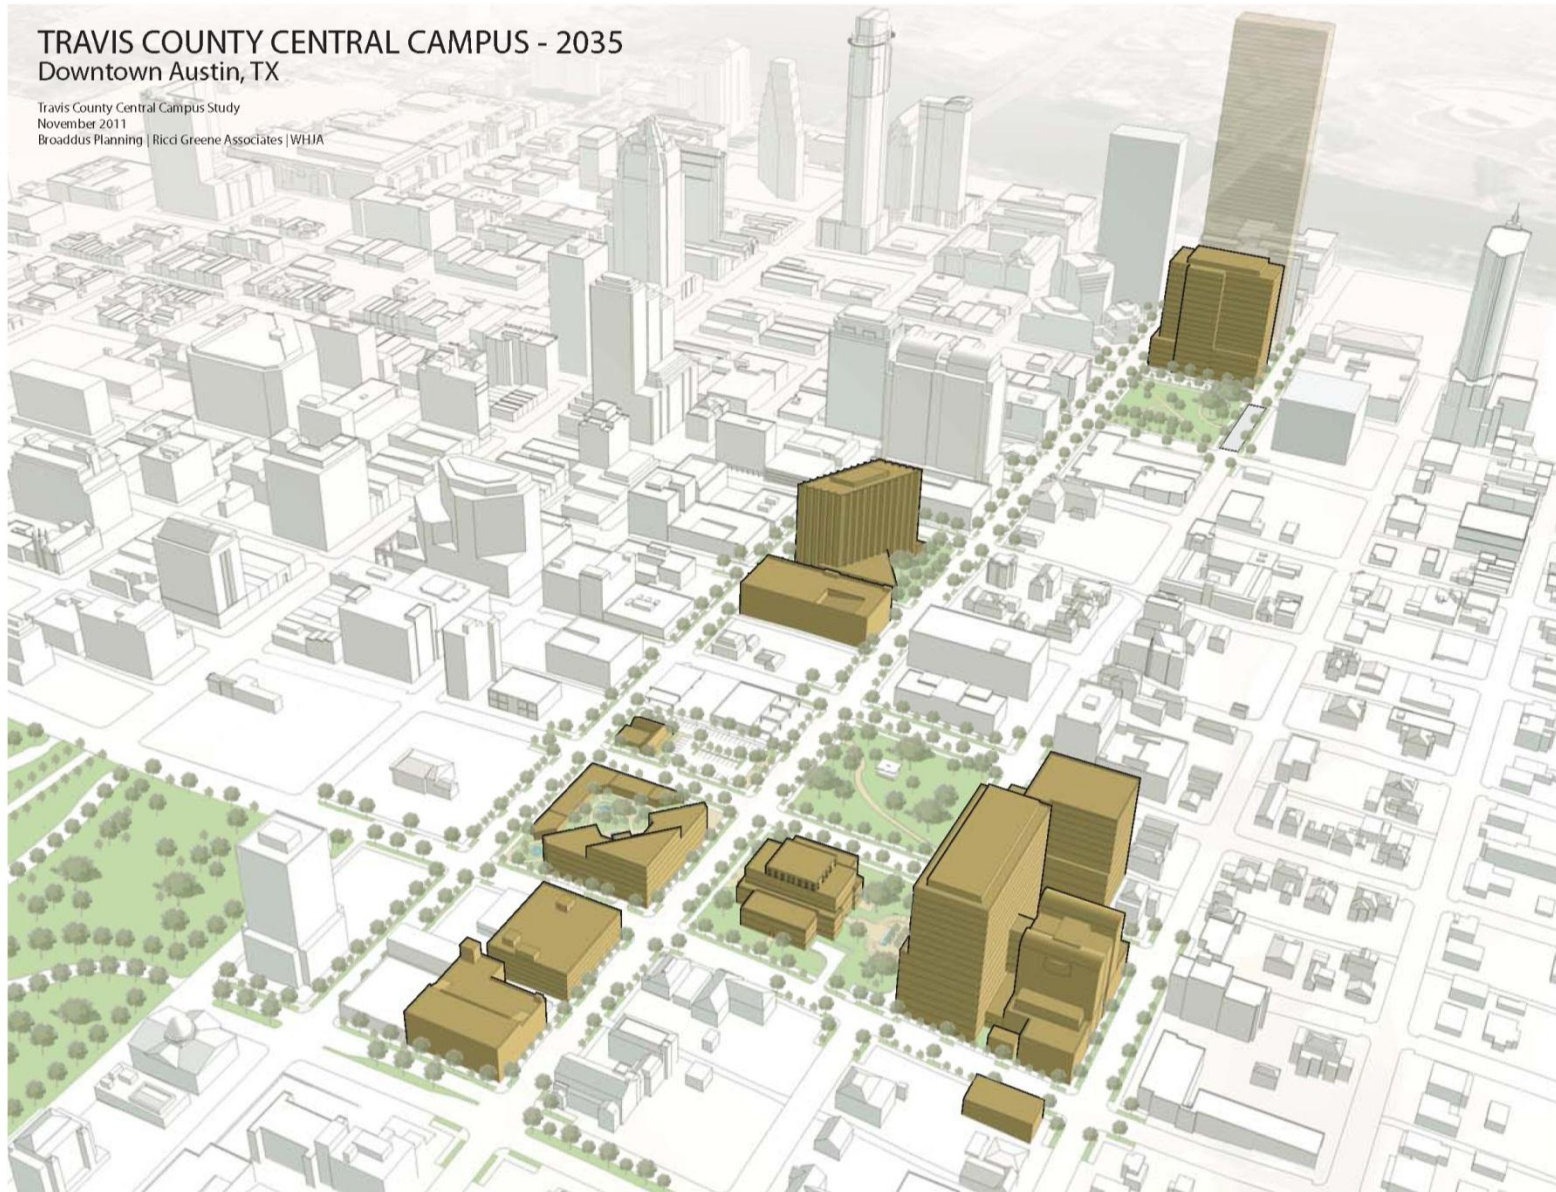 TRAVIS COUNTY CENTRAL CAMPUS - 2035
Downtown Austin, TX
Travis County Central Campus Study
November 2011
Broaddus Planning | Ricci Greene Associates | WHJA